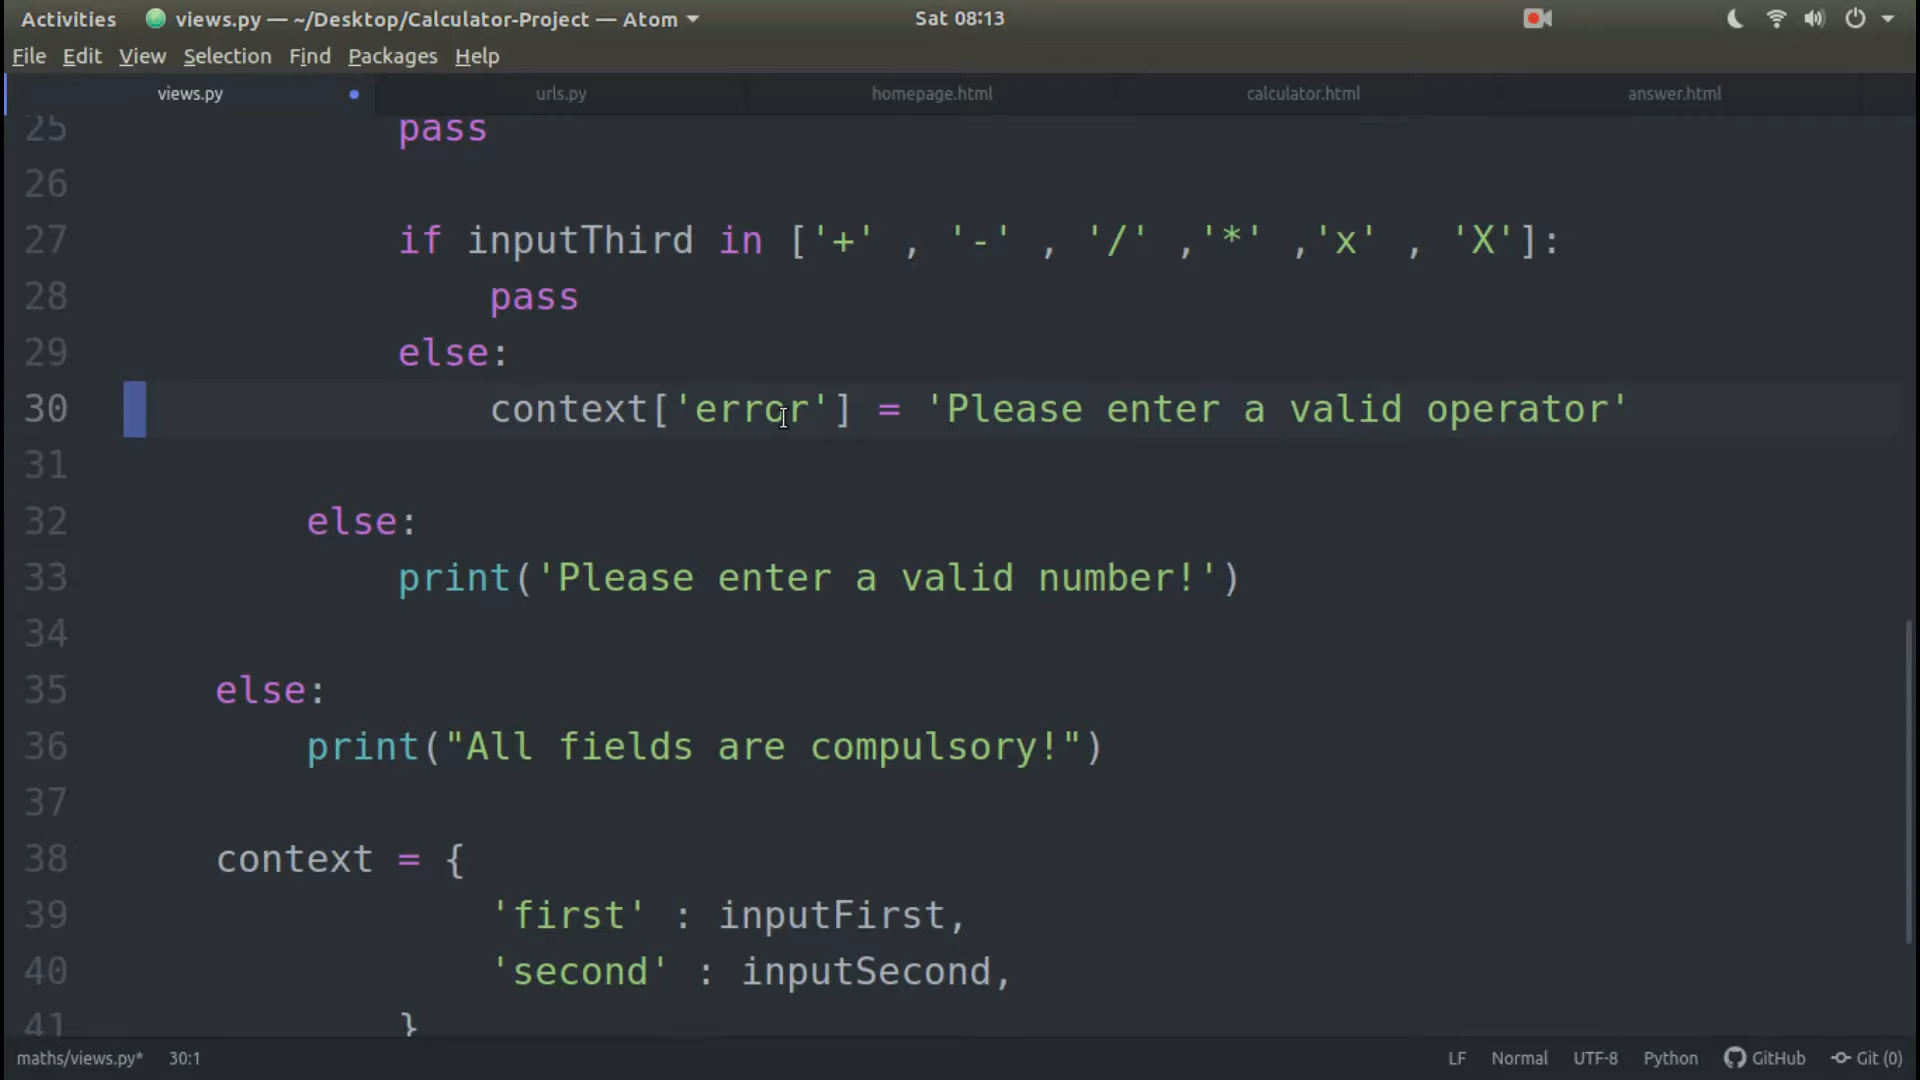 Activities views.py — ~/Desktop/Calculator-Project — Atom Sat 08:13
File Edit View Selection Find Packages Help
views.py urls.py homepage.html calculator.html answer.html
25 pass
26
27 if inputThird in ['+' , '-' , '/' ,'*' ,'x' , 'X']:
28 pass
29 else:
30 context['error'] = 'Please enter a valid operator'
31
32 else:
33 print('Please enter a valid number!')
34
35 else:
36 print("All fields are compulsory!")
37
38 context = {
39 'first' : inputFirst,
40 'second' : inputSecond,
41 }
maths/views.py* 30:1 LF Normal UTF-8 Python GitHub Git (0)